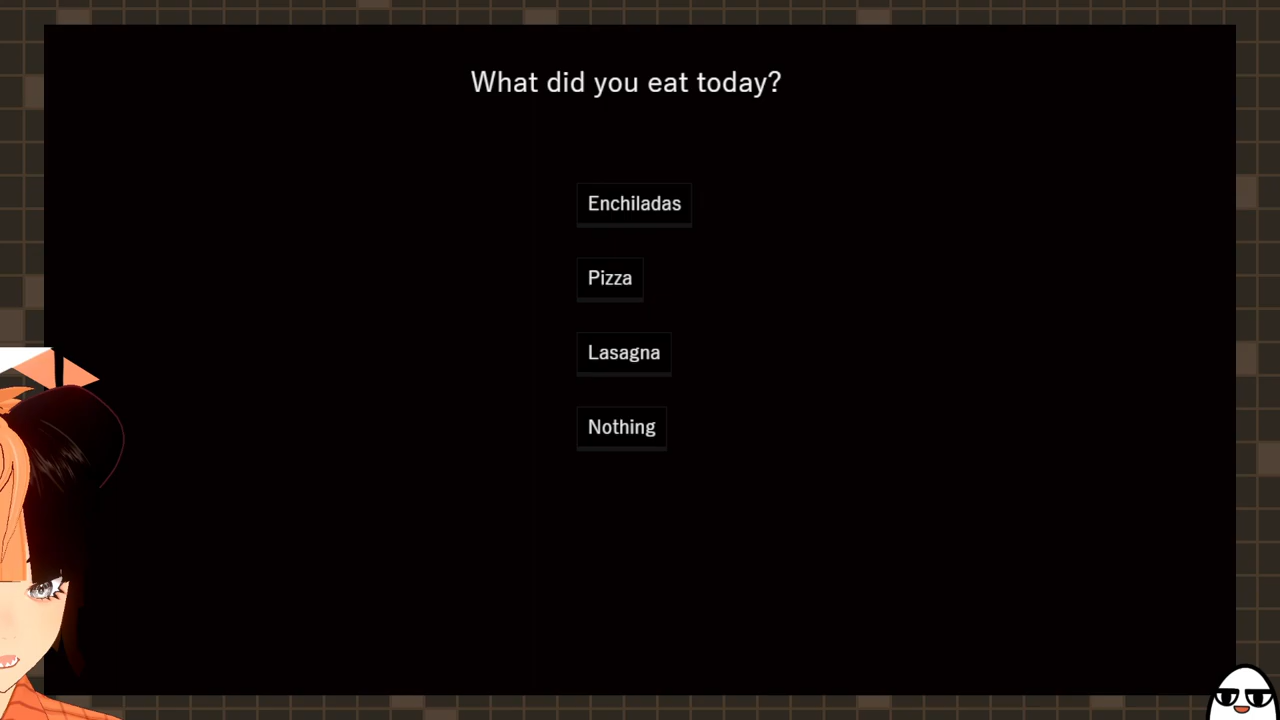 What did you eat today?
Enchiladas
Pizza
Lasagna
Nothing